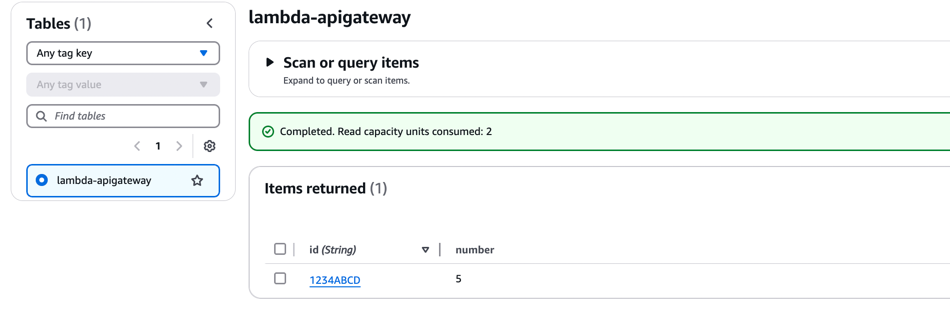 Tables (1)
Any tag key
Any tag value
Find tables
1
lambda-apigateway
lambda-apigateway
Scan or query items
Expand to query or scan items.
Completed. Read capacity units consumed: 2
Items returned (1)
id (String) number
1234ABCD 5